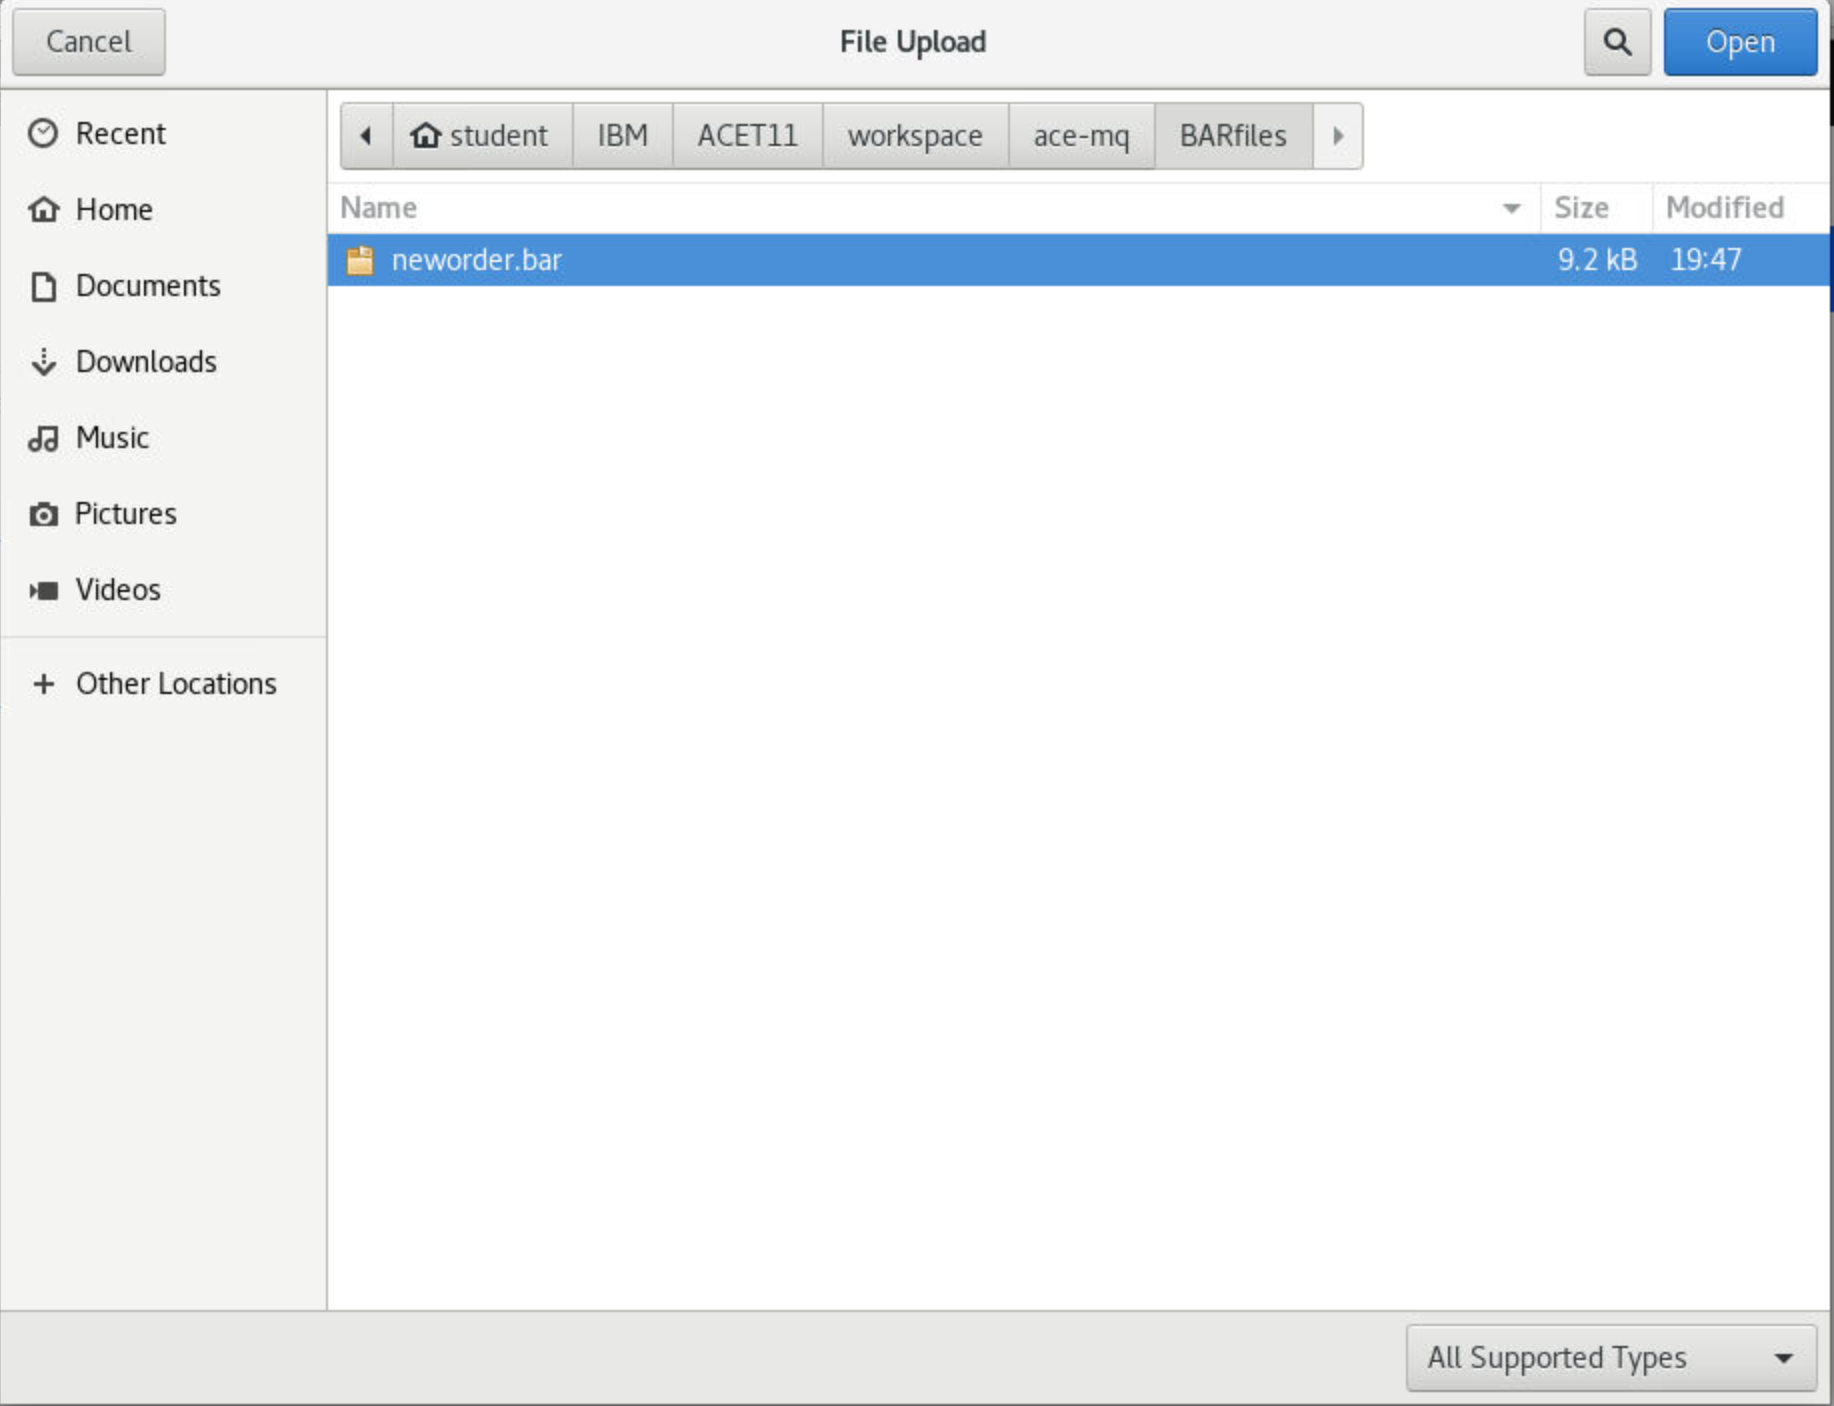 Cancel File Upload Open
Recent
Home
Documents
Downloads
Music
Pictures
Videos
Other Locations
student IBM ACET11 workspace ace-mq BARfiles
Name Size Modified
neworder.bar 9.2 kB 19:47
All Supported Types